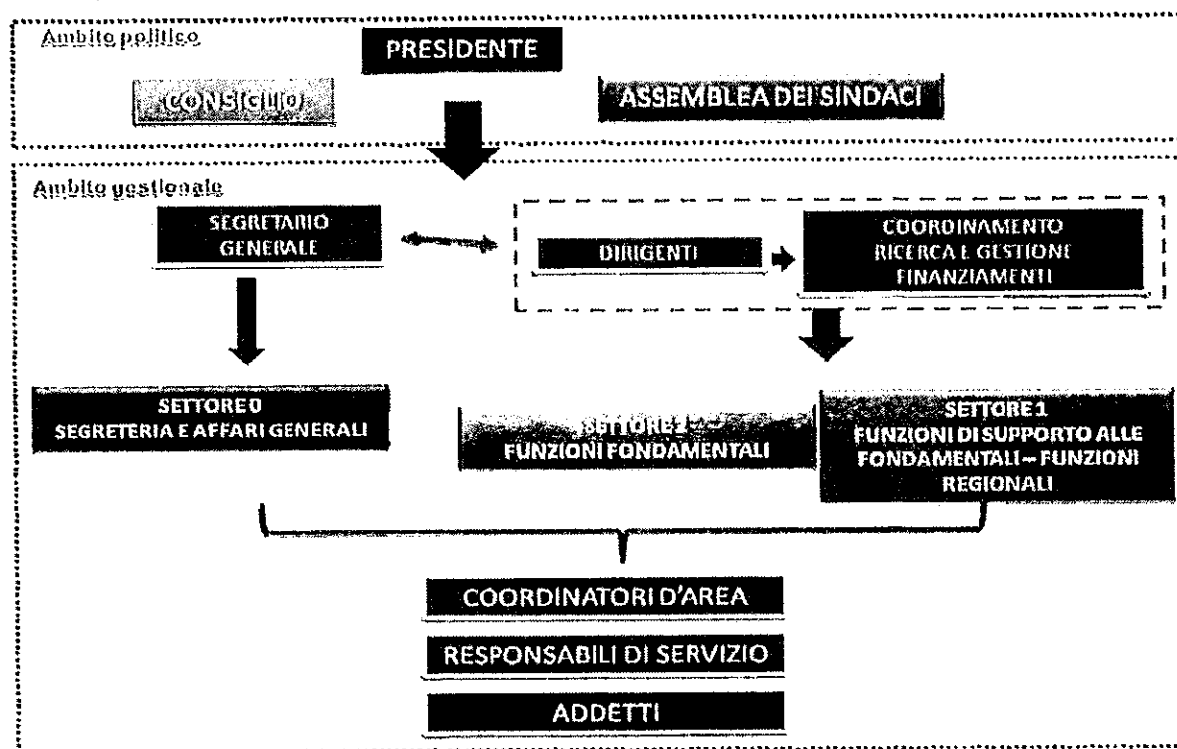 Ambito politico
PRESIDENTE
CONSIGLIO
ASSEMBLEA DEI SINDACI
Ambito gestionale
SEGRETARIO
GENERALE
DIRIGENTI
COORDINAMENTO
RICERCA E GESTIONE
FINANZIAMENTI
SETTORE 0
SEGRETERIA E AFFARI GENERALI
SETTORE 2
FUNZIONI FONDAMENTALI
SETTORE 1
FUNZIONI DI SUPPORTO ALLE
FONDAMENTALI – FUNZIONI
REGIONALI
COORDINATORI D'AREA
RESPONSABILI DI SERVIZIO
ADDETTI